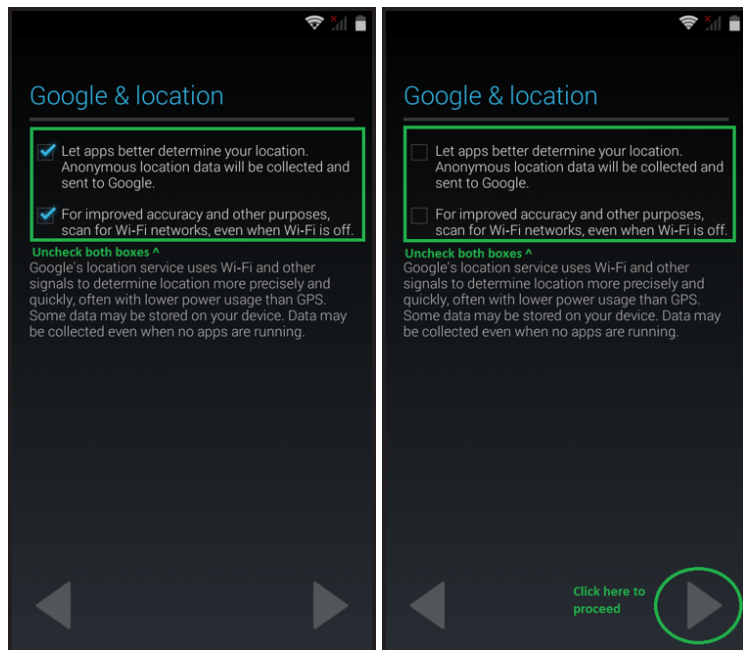 Google & location
Let apps better determine your location.
Anonymous location data will be collected and
sent to Google.
For improved accuracy and other purposes,
scan for Wi-Fi networks, even when Wi-Fi is off.
Uncheck both boxes ^
Google's location service uses Wi-Fi and other
signals to determine location more precisely and
quickly, often with lower power usage than GPS.
Some data may be stored on your device. Data may
be collected even when no apps are running.
Google & location
Let apps better determine your location.
Anonymous location data will be collected and
sent to Google.
For improved accuracy and other purposes,
scan for Wi-Fi networks, even when Wi-Fi is off.
Uncheck both boxes ^
Google's location service uses Wi-Fi and other
signals to determine location more precisely and
quickly, often with lower power usage than GPS.
Some data may be stored on your device. Data may
be collected even when no apps are running.
Click here to
proceed